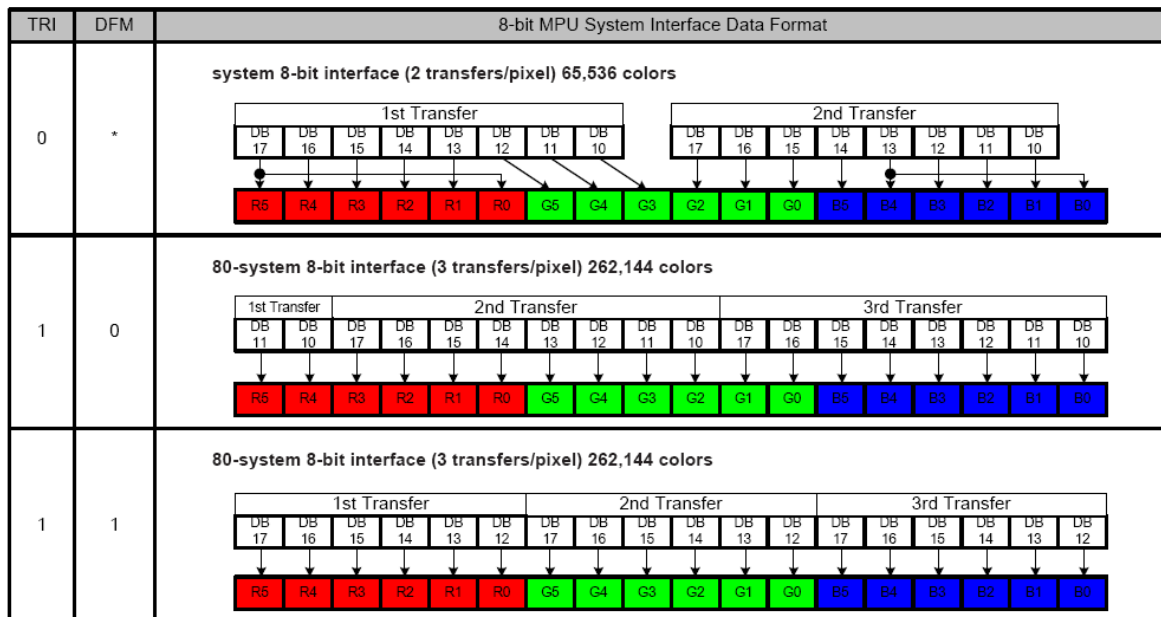 TRI DFM 8-bit MPU System Interface Data Format
system 8-bit interface (2 transfers/pixel) 65,536 colors
1st Transfer 2nd Transfer
0 *
DB DB DB DB DB DB DB DB DB DB DB DB DB DB DB DB
17 16 15 14 13 12 11 10 17 16 15 14 13 12 11 10
R5 R4 R3 R2 R1 R0 G5 G4 G3 G2 G1 G0 B5 B4 B3 B2 B1 B0
80-system 8-bit interface (3 transfers/pixel) 262,144 colors
1st Transfer 2nd Transfer 3rd Transfer
1 0
DB DB DB DB DB DB DB DB DB DB DB DB DB DB DB DB DB DB
11 10 17 16 15 14 13 12 11 10 17 16 15 14 13 12 11 10
R5 R4 R3 R2 R1 R0 G5 G4 G3 G2 G1 G0 B5 B4 B3 B2 B1 B0
80-system 8-bit interface (3 transfers/pixel) 262,144 colors
1st Transfer 2nd Transfer 3rd Transfer
1 1
DB DB DB DB DB DB DB DB DB DB DB DB DB DB DB DB DB DB
17 16 15 14 13 12 17 16 15 14 13 12 17 16 15 14 13 12
R5 R4 R3 R2 R1 R0 G5 G4 G3 G2 G1 G0 B5 B4 B3 B2 B1 B0